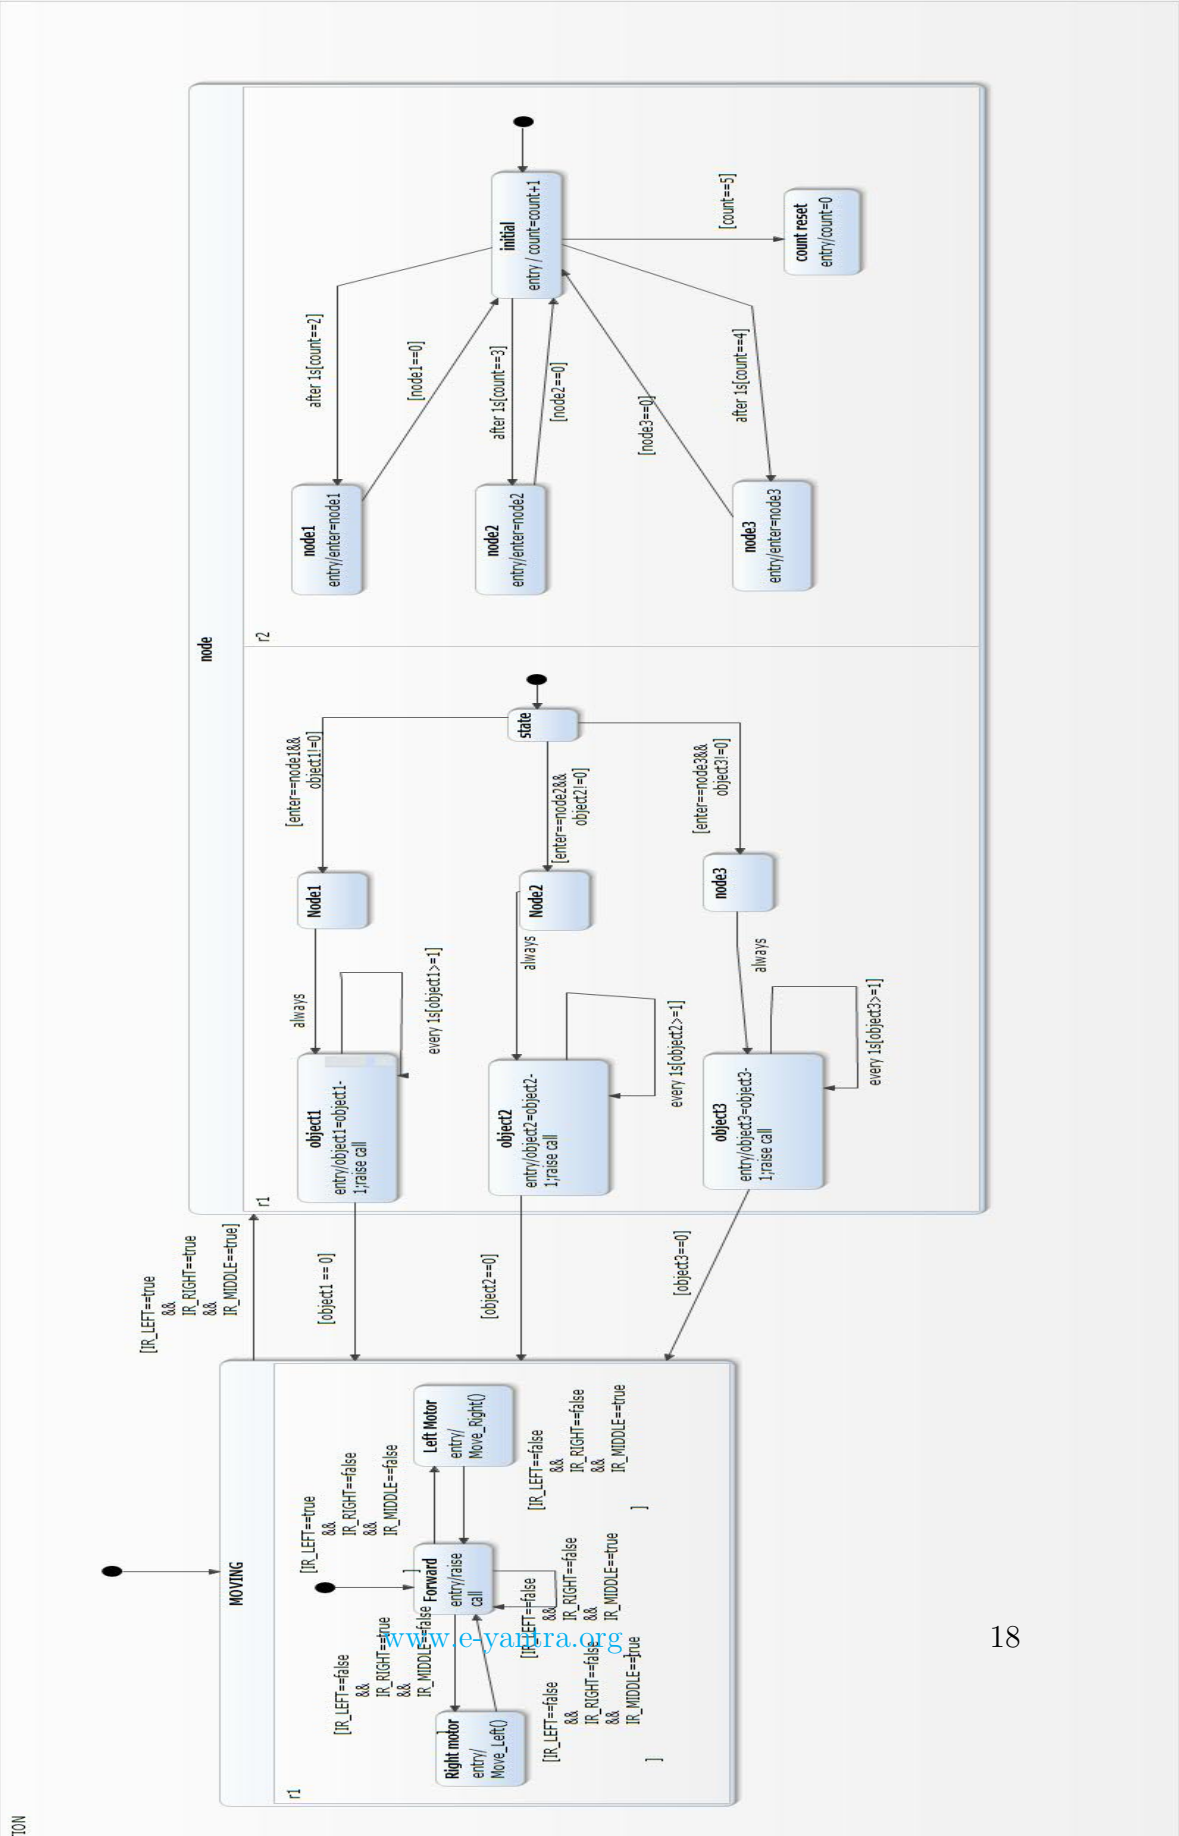 ION
MOVING
r1
[IR_LEFT==true
&&
IR_RIGHT==false
&&
IR_MIDDLE==false
]
Forward
entry/raise
call
Left Motor
entry/
Move_Right()
[IR_LEFT==false
&&
IR_RIGHT==false
&&
IR_MIDDLE==true
]
[IR_LEFT==false
&&
IR_RIGHT==true
&&
IR_MIDDLE==false
]
Right motor
entry/
Move_Left()
[IR_LEFT==false
&&
IR_RIGHT==false
&&
IR_MIDDLE==true
]
[IR_LEFT==false
&&
IR_RIGHT==false
&&
IR_MIDDLE==true
]
[IR_LEFT==true
&&
IR_RIGHT==true
&&
IR_MIDDLE==true]
[object1 == 0]
[object2==0]
[object3==0]
node
r1
object1
entry/object1=object1-
1;raise call
every 1s[object1>=1]
always
Node1
[enter==node1&&
object1!=0]
object2
entry/object2=object2-
1;raise call
every 1s[object2>=1]
always
Node2
[enter==node2&&
object2!=0]
object3
entry/object3=object3-
1;raise call
every 1s[object3>=1]
always
node3
[enter==node3&&
object3!=0]
state
r2
node1
entry/enter=node1
after 1s[count==2]
[node1==0]
node2
entry/enter=node2
after 1s[count==3]
[node2==0]
node3
entry/enter=node3
[node3==0]
after 1s[count==4]
initial
entry / count=count+1
[count==5]
count reset
entry/count=0
www.e-yantra.org
18